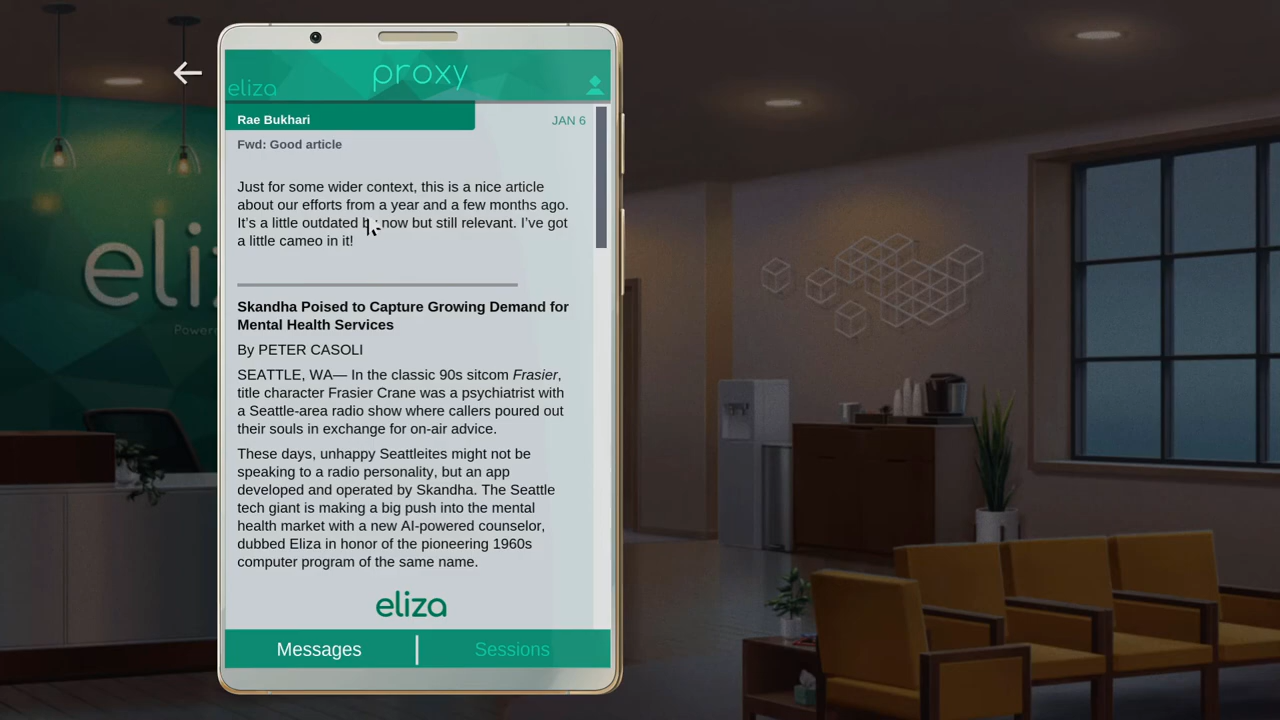 eliza
proxy
Rae Bukhari
JAN 6
Fwd: Good article
Just for some wider context, this is a nice article
about our efforts from a year and a few months ago.
It's a little outdated by now but still relevant. I've got
a little cameo in it!
Skandha Poised to Capture Growing Demand for
Mental Health Services
By PETER CASOLI
SEATTLE, WA— In the classic 90s sitcom Frasier,
title character Frasier Crane was a psychiatrist with
a Seattle-area radio show where callers poured out
their souls in exchange for on-air advice.
These days, unhappy Seattleites might not be
speaking to a radio personality, but an app
developed and operated by Skandha. The Seattle
tech giant is making a big push into the mental
health market with a new AI-powered counselor,
dubbed Eliza in honor of the pioneering 1960s
computer program of the same name.
eliza
Messages
Sessions
eli
Powere